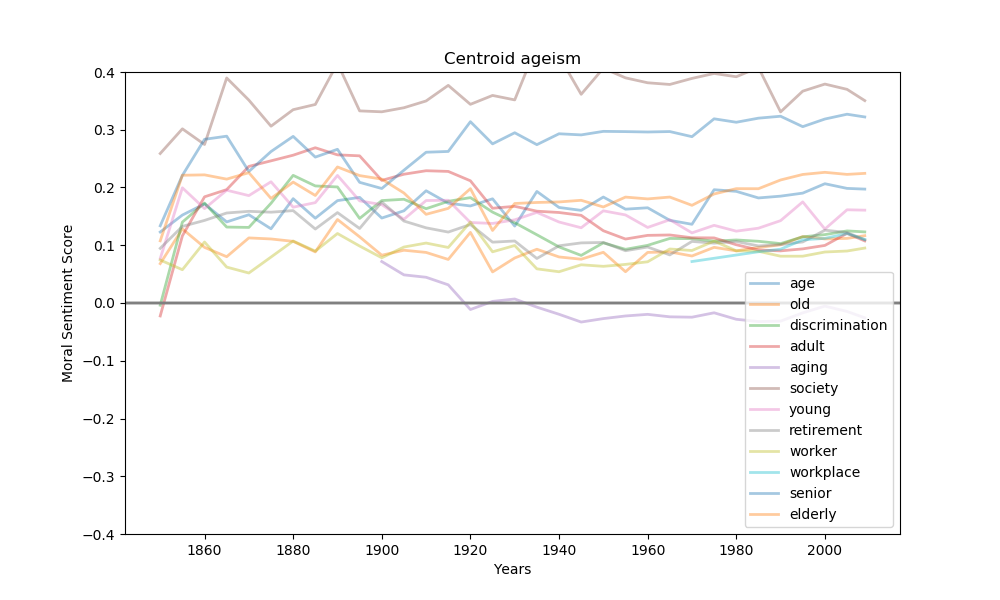 Centroid ageism
0.4
0.3
0.2
0.1
0.0
−0.1
−0.2
−0.3
−0.4
Moral Sentiment Score
age
old
discrimination
adult
aging
society
young
retirement
worker
workplace
senior
elderly
1860 1880 1900 1920 1940 1960 1980 2000
Years